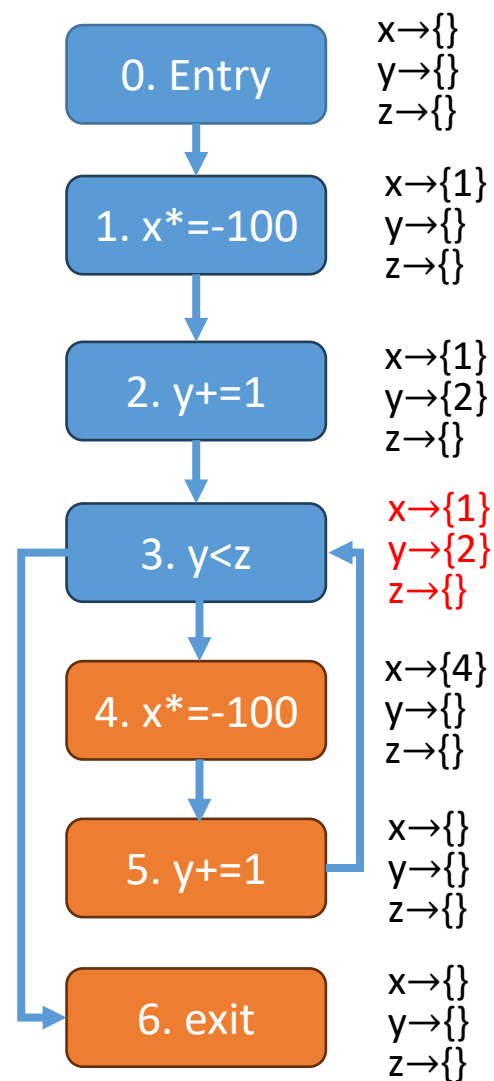 0. Entry
x→{}
y→{}
z→{}
1. x*=-100
x→{1}
y→{}
z→{}
2. y+=1
x→{1}
y→{2}
z→{}
3. y<z
x→{1}
y→{2}
z→{}
4. x*=-100
x→{4}
y→{}
z→{}
5. y+=1
x→{}
y→{}
z→{}
6. exit
x→{}
y→{}
z→{}